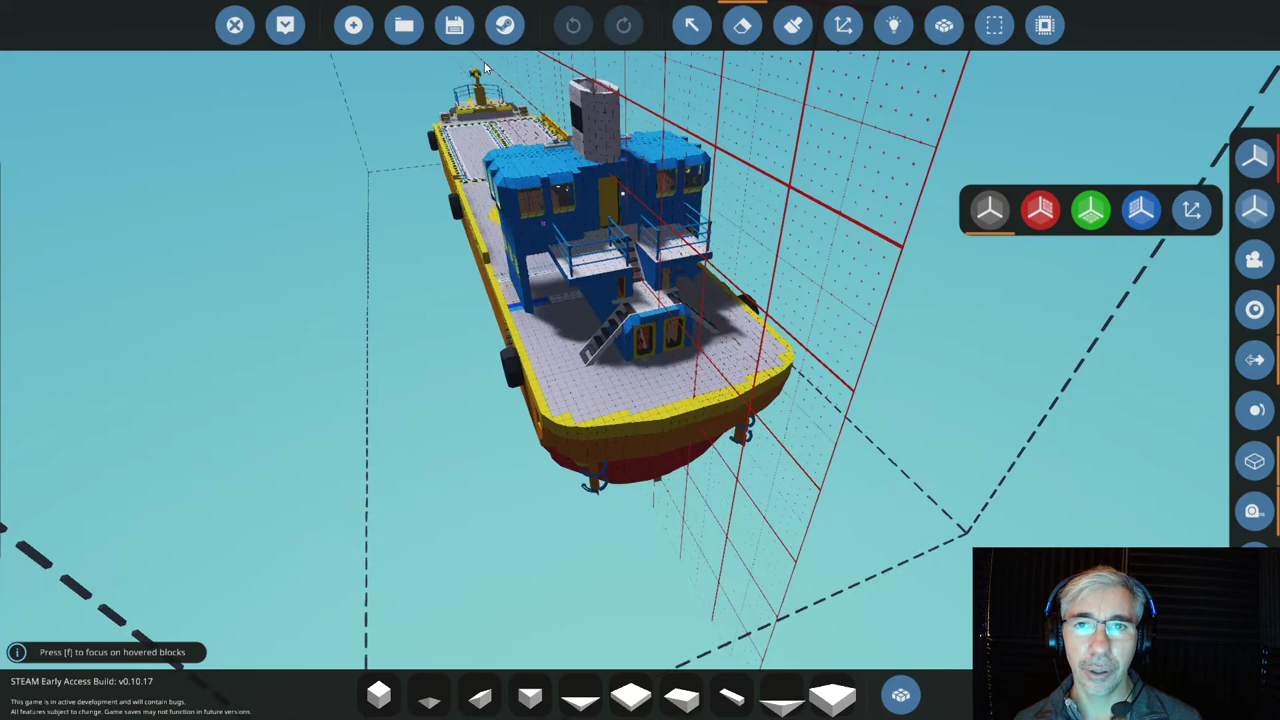 Press [f] to focus on hovered blocks
STEAM Early Access Build: v0.10.17
This game is in active development and will contain bugs.
All features subject to change. Game saves may not function in future versions.